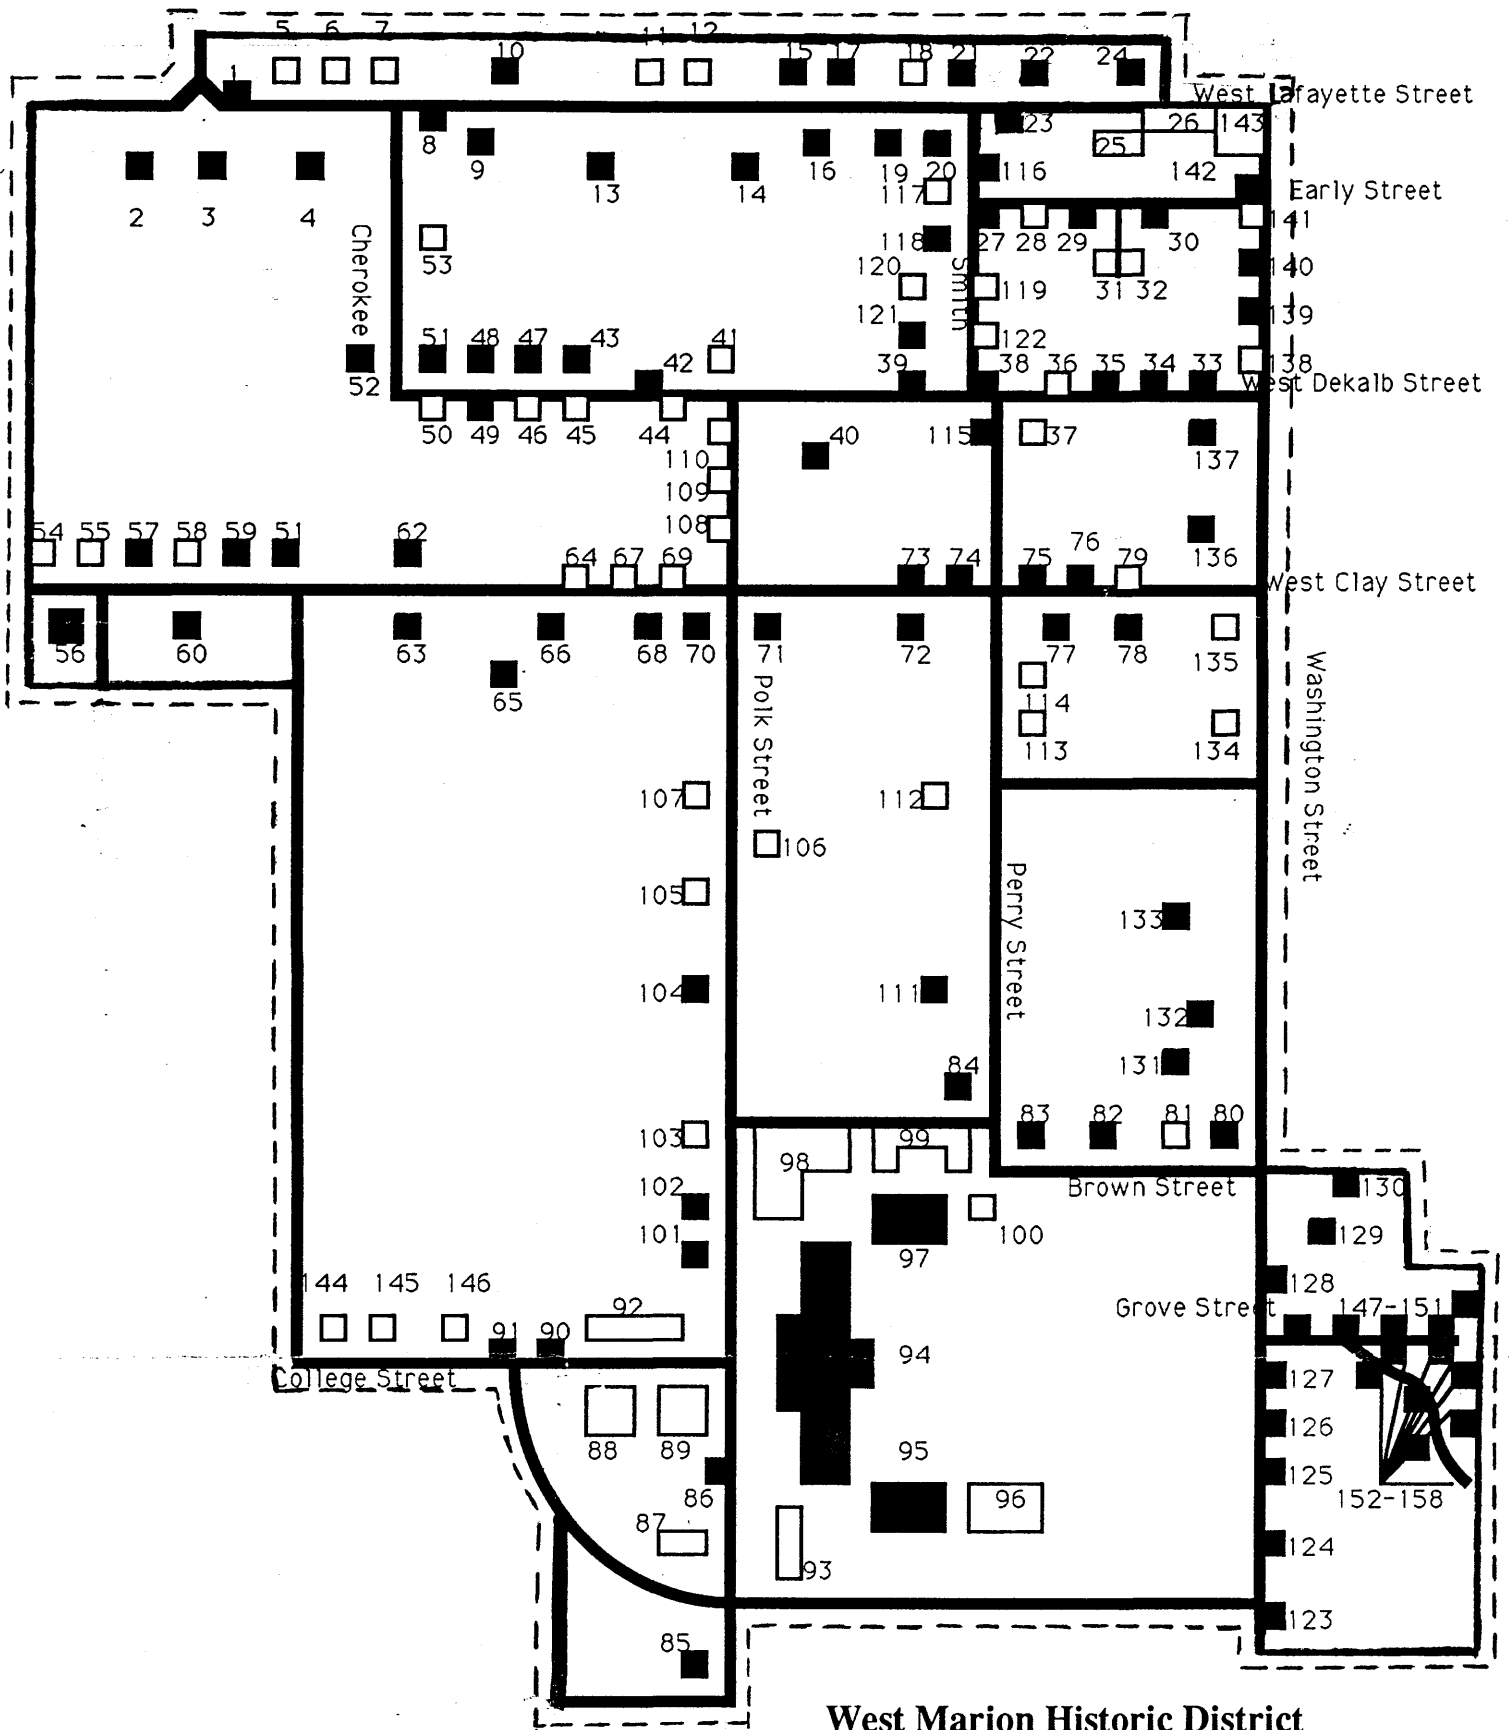 5 6 7 10 11 12 15 17 18 21 22 24
1
West Lafayette Street
8 9 13 14 16 19 20 23 25 26 143
116 142
117
Early Street
2 3 4
Cherokee
53
118 27 28 29 30 141
120 Smith 31 32 140
119
121 139
122
51 48 47 43 41
52 42 39 38 36 35 34 33 138
West Dekalb Street
50 49 46 45 44 40 115 37 137
110
109
108
54 55 57 58 59 51 62 64 67 69 73 74 75 76 79 136
West Clay Street
56 60 63 66 68 70 71 72 77 78 135
65
114
113 134
Polk Street
Washington Street
107 112
106
105
Perry Street
133
104 111
132
131
84
103 83 82 81 80
98 99
102 Brown Street 130
101 97 100 129
144 145 146 128
92 Grove Street 147-151
91 90
94
College Street 127
88 89 95 126
125
86 96 152-158
87
124
93
123
85
West Marion Historic District